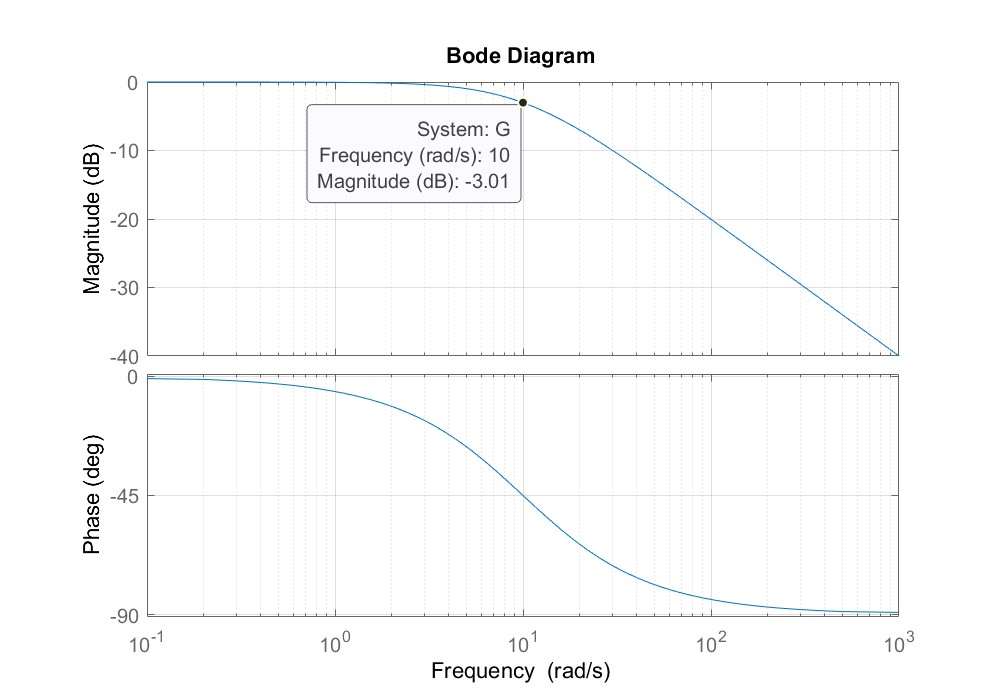 Bode Diagram
0
System: G
Frequency (rad/s): 10
Magnitude (dB): -3.01
-10
-20
-30
-40
Magnitude (dB)
0
-45
-90
Phase (deg)
10^-1
10^0
10^1
10^2
10^3
Frequency (rad/s)